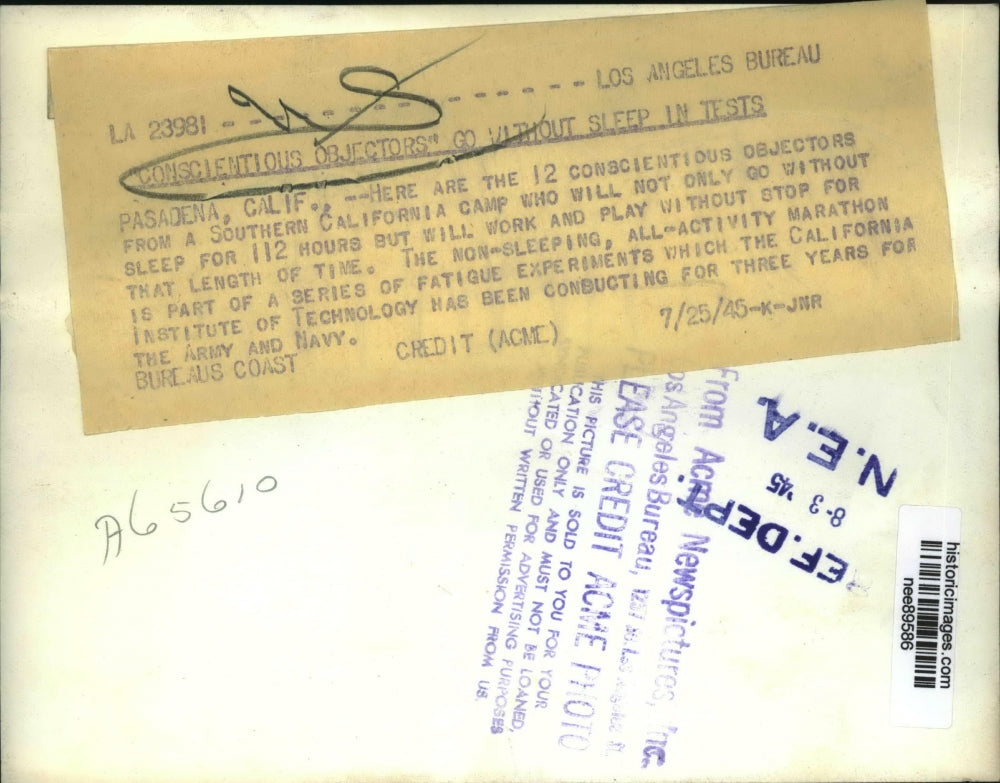 LA 23981 - - - - - - - - - - - - - - LOS ANGELES BUREAU
"CONSCIENTIOUS OBJECTORS" GO WITHOUT SLEEP IN TESTS
PASADENA, CALIF., --HERE ARE THE 12 CONSCIENTIOUS OBJECTORS
FROM A SOUTHERN CALIFORNIA CAMP WHO WILL NOT ONLY GO WITHOUT
SLEEP FOR 112 HOURS BUT WILL WORK AND PLAY WITHOUT STOP FOR
THAT LENGTH OF TIME. THE NON-SLEEPING, ALL-ACTIVITY MARATHON
IS PART OF A SERIES OF FATIGUE EXPERIMENTS WHICH THE CALIFORNIA
INSTITUTE OF TECHNOLOGY HAS BEEN CONBUCTING FOR THREE YEARS FOR
THE ARMY AND NAVY.
BUREAUS COAST CREDIT (ACME) 7/25/45-K-JNR
A65610
From Acme Newspictures, Inc.
Los Angeles Bureau,
PLEASE CREDIT ACME PHOTO
THIS PICTURE IS SOLD TO YOU FOR YOUR
CATION ONLY AND MUST NOT BE LOANED,
CATED OR USED FOR ADVERTISING PURPOSES
WITHOUT WRITTEN PERMISSION FROM US.
REF. DEPT.
8-3 '45
N.E.A.
historicimages.com
nee89586